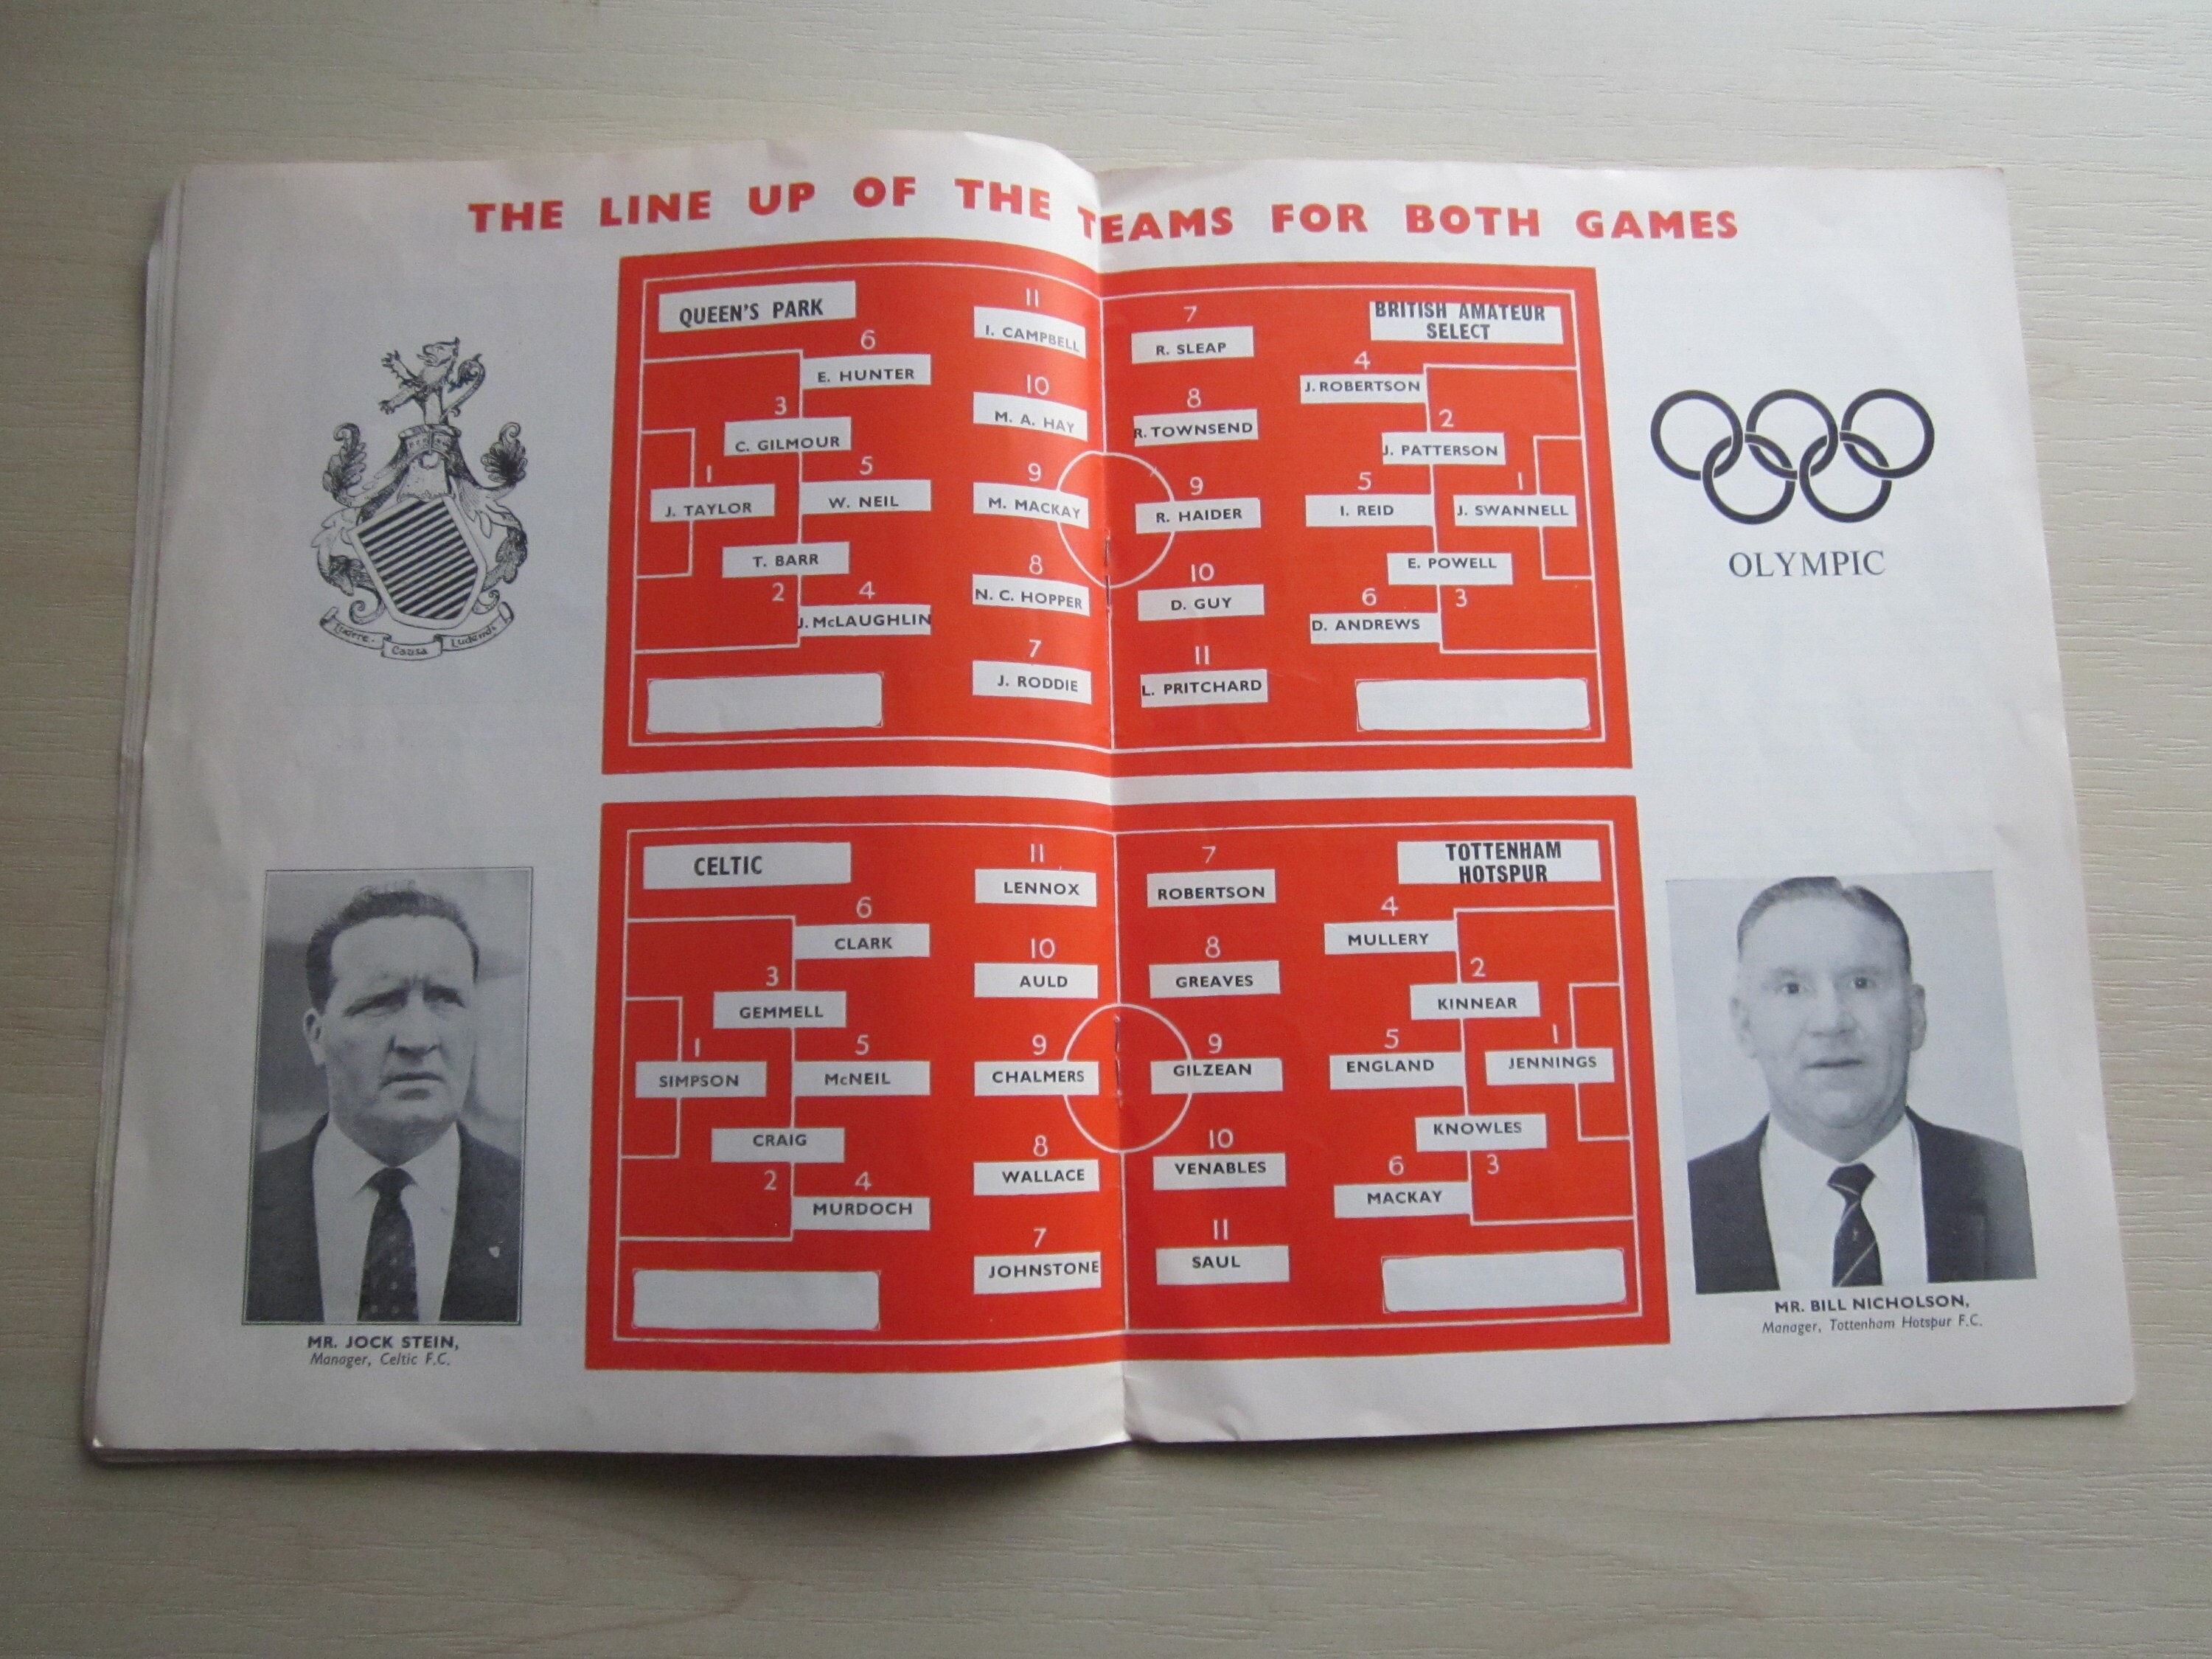 THE LINE UP OF THE TEAMS FOR BOTH GAMES
QUEEN'S PARK
11
I. CAMPBELL
6
E. HUNTER
10
M. A. HAY
3
C. GILMOUR
5
W. NEIL
9
M. MACKAY
1
J. TAYLOR
T. BARR
2
8
N. C. HOPPER
4
J. McLAUGHLIN
7
J. RODDIE
BRITISH AMATEUR
SELECT
7
R. SLEAP
4
J. ROBERTSON
8
R. TOWNSEND
2
J. PATTERSON
9
R. HAIDER
5
I. REID
1
J. SWANNELL
10
D. GUY
E. POWELL
3
6
D. ANDREWS
11
L. PRITCHARD
Ludere Causa Ludendi
OLYMPIC
CELTIC
11
LENNOX
6
CLARK
10
AULD
3
GEMMELL
5
McNEIL
9
CHALMERS
1
SIMPSON
CRAIG
2
8
WALLACE
4
MURDOCH
7
JOHNSTONE
TOTTENHAM
HOTSPUR
7
ROBERTSON
4
MULLERY
8
GREAVES
2
KINNEAR
9
GILZEAN
5
ENGLAND
1
JENNINGS
10
VENABLES
KNOWLES
3
6
MACKAY
11
SAUL
MR. JOCK STEIN,
Manager, Celtic F.C.
MR. BILL NICHOLSON,
Manager, Tottenham Hotspur F.C.